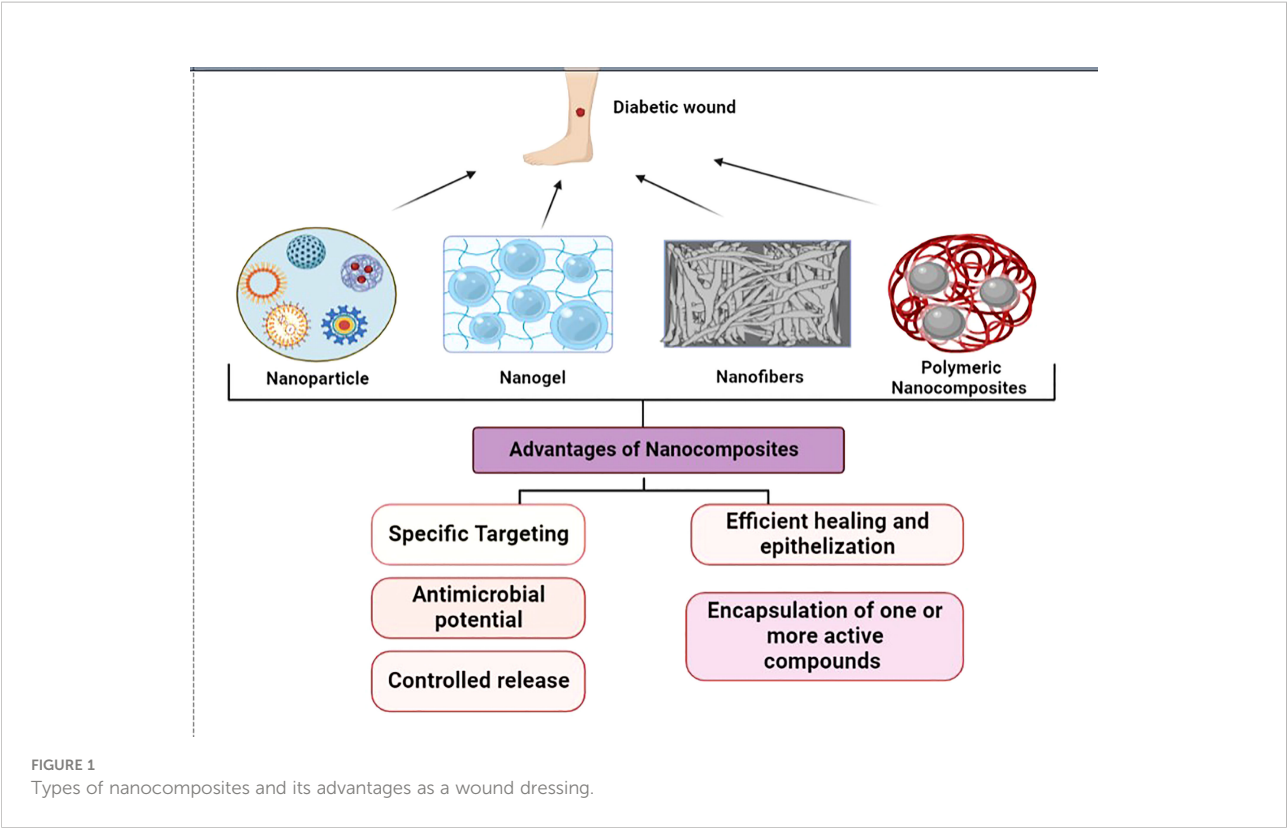 Diabetic wound
Nanoparticle
Nanogel
Nanofibers
Polymeric
Nanocomposites
Advantages of Nanocomposites
Specific Targeting
Efficient healing and
epithelization
Antimicrobial
potential
Encapsulation of one or
more active
compounds
Controlled release
FIGURE 1
Types of nanocomposites and its advantages as a wound dressing.